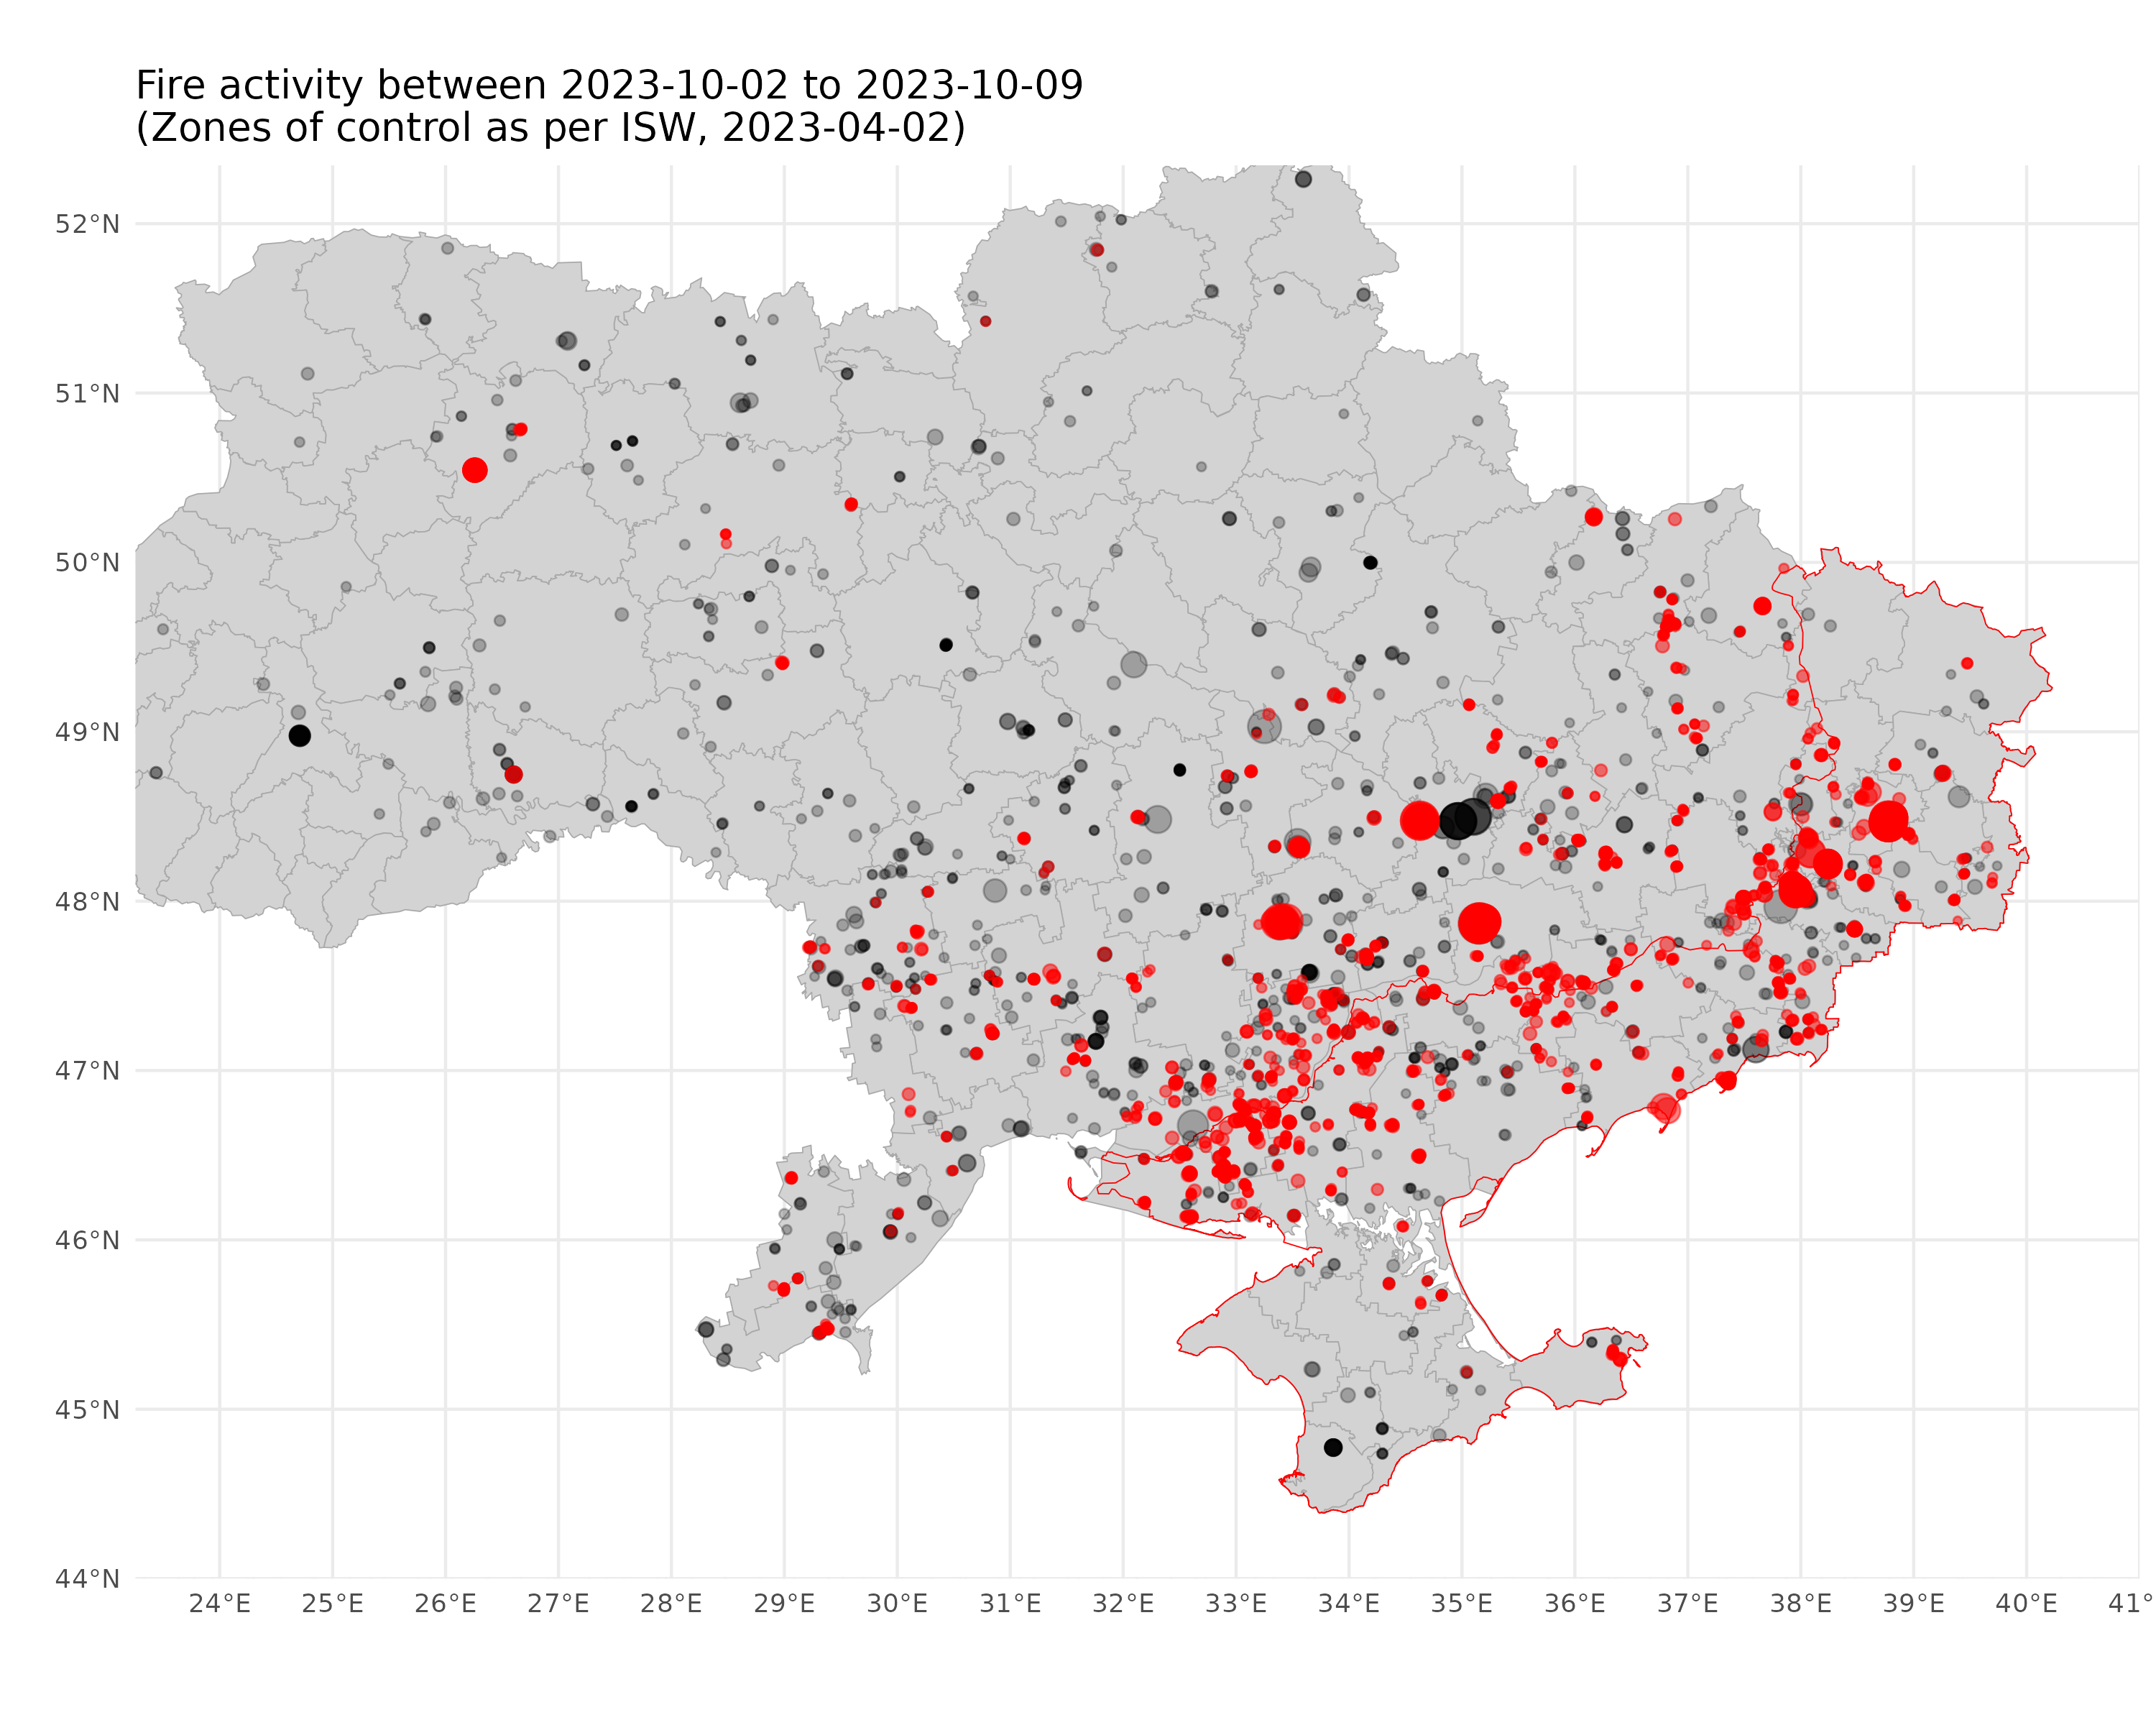 Fire activity between 2023-10-02 to 2023-10-09
(Zones of control as per ISW, 2023-04-02)
52°N
51°N
50°N
49°N
48°N
47°N
46°N
45°N
44°N
24°E 25°E 26°E 27°E 28°E 29°E 30°E 31°E 32°E 33°E 34°E 35°E 36°E 37°E 38°E 39°E 40°E 41°